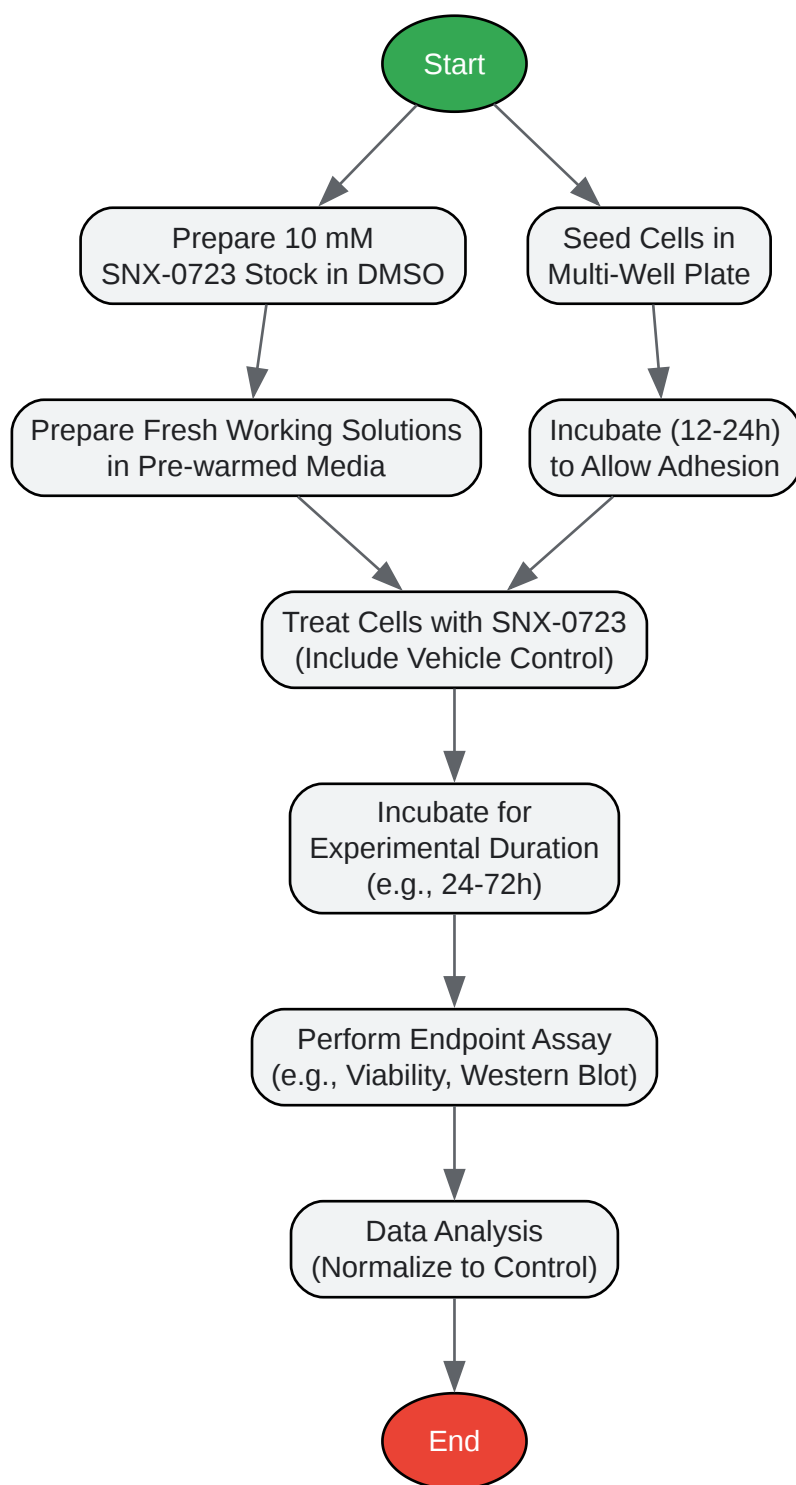 Start
Prepare 10 mM
SNX-0723 Stock in DMSO
Seed Cells in
Multi-Well Plate
Prepare Fresh Working Solutions
in Pre-warmed Media
Incubate (12-24h)
to Allow Adhesion
Treat Cells with SNX-0723
(Include Vehicle Control)
Incubate for
Experimental Duration
(e.g., 24-72h)
Perform Endpoint Assay
(e.g., Viability, Western Blot)
Data Analysis
(Normalize to Control)
End